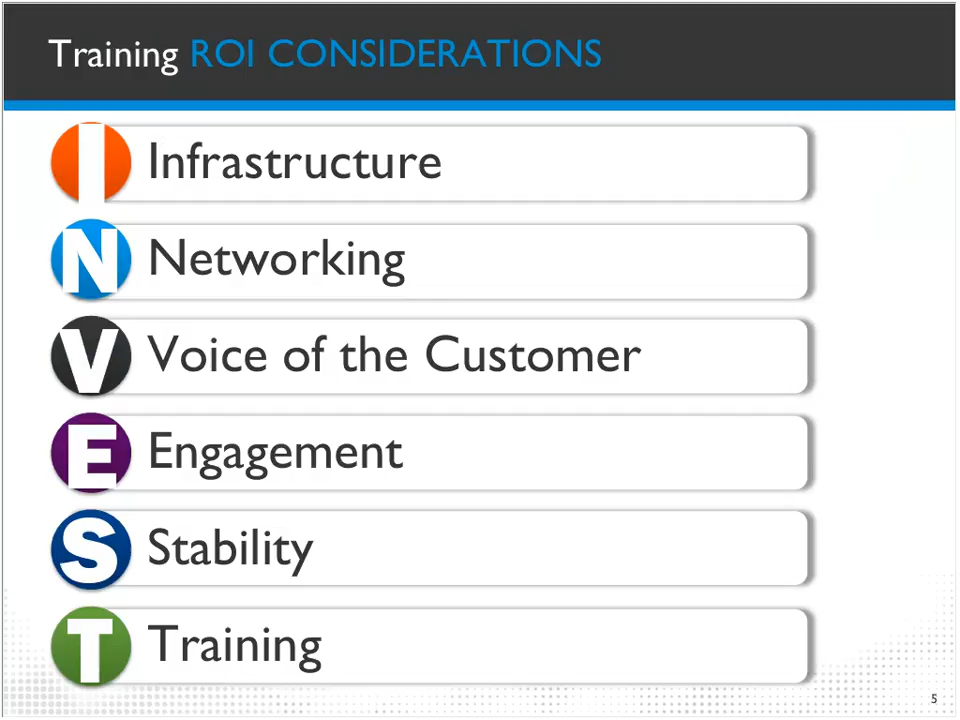 Training ROI CONSIDERATIONS
I Infrastructure
N Networking
V Voice of the Customer
E Engagement
S Stability
T Training
5